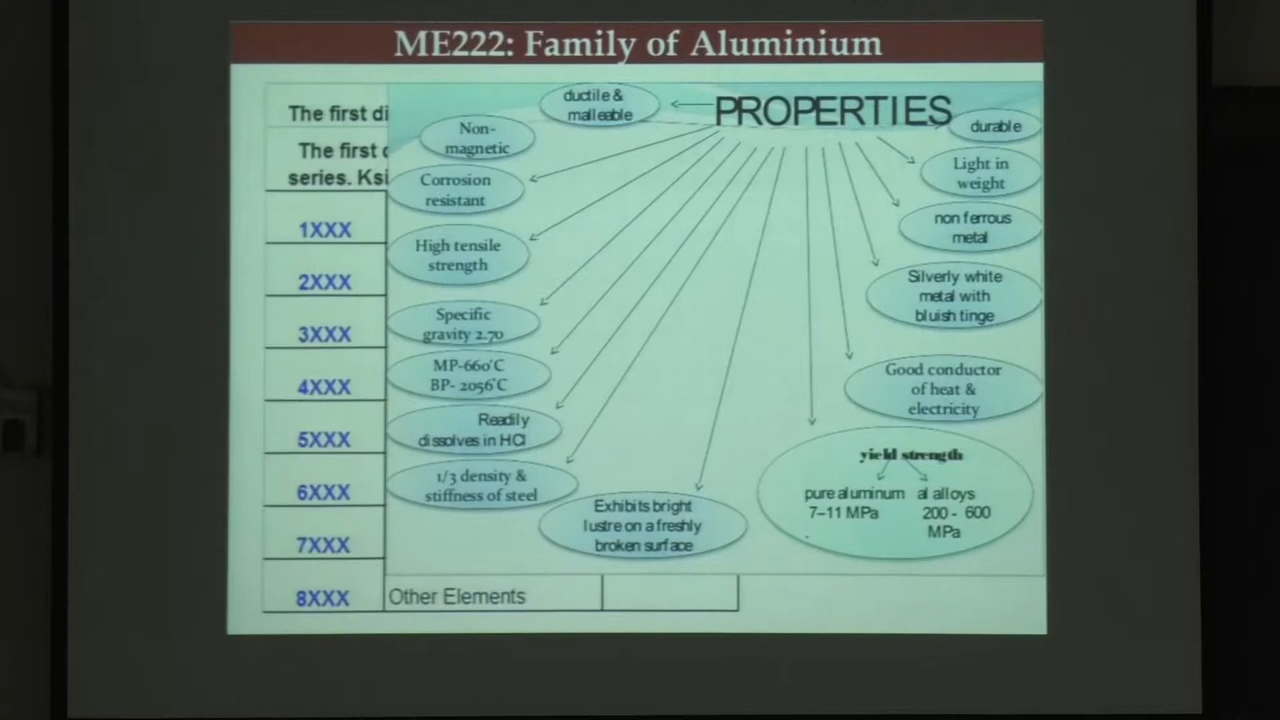 ME222: Family of Aluminium
The first di
The first
series. Ksi
1XXX
2XXX
3XXX
4XXX
5XXX
6XXX
7XXX
8XXX
Other Elements
PROPERTIES
ductile &
malleable
Non-
magnetic
Corrosion
resistant
High tensile
strength
Specific
gravity 2.70
MP-660°C
BP- 2056°C
Readily
dissolves in HCl
1/3 density &
stiffness of steel
Exhibits bright
lustre on a freshly
broken surface
yield strength
pure aluminum
7–11 MPa
al alloys
200 - 600
MPa
Good conductor
of heat &
electricity
Silverly white
metal with
bluish tinge
non ferrous
metal
Light in
weight
durable